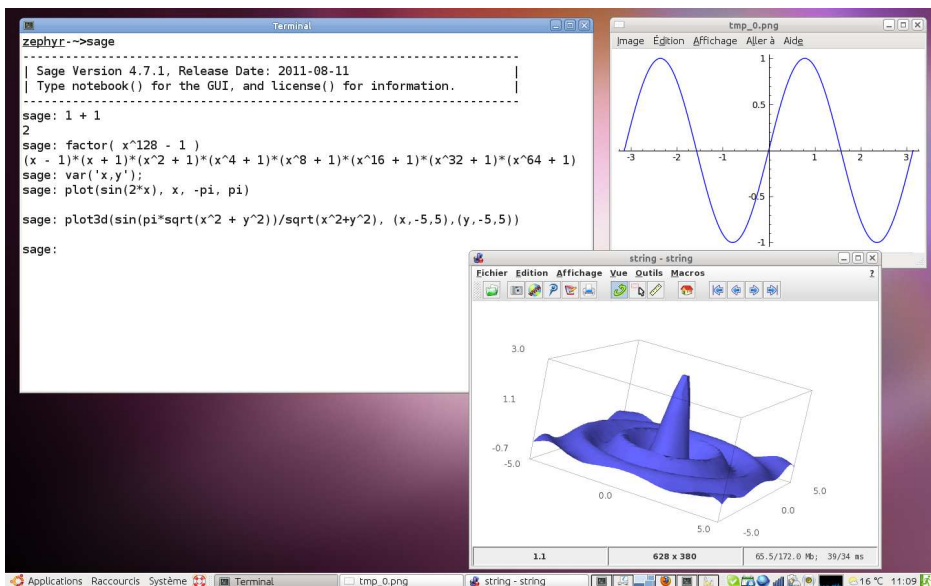 Terminal
zephyr-~>sage
----------------------------------------------------------------------
| Sage Version 4.7.1, Release Date: 2011-08-11                       |
| Type notebook() for the GUI, and license() for information.        |
----------------------------------------------------------------------
sage: 1 + 1
2
sage: factor( x^128 - 1 )
(x - 1)*(x + 1)*(x^2 + 1)*(x^4 + 1)*(x^8 + 1)*(x^16 + 1)*(x^32 + 1)*(x^64 + 1)
sage: var('x,y');
sage: plot(sin(2*x), x, -pi, pi)
sage: plot3d(sin(pi*sqrt(x^2 + y^2))/sqrt(x^2+y^2), (x,-5,5),(y,-5,5))
sage:
tmp_0.png
Image Édition Affichage Aller à Aide
1
0.5
-3 -2 -1 0 1 2 3
-0.5
-1
string - string
Fichier Edition Affichage Vue Outils Macros ?
3.0
1.1
-0.7
-5.0
0.0
5.0
5.0
0.0
-5.0
1.1 628 x 380 65.5/172.0 Mb; 39/34 ms
Applications Raccourcis Système Terminal tmp_0.png string - string 16 °C 11:09